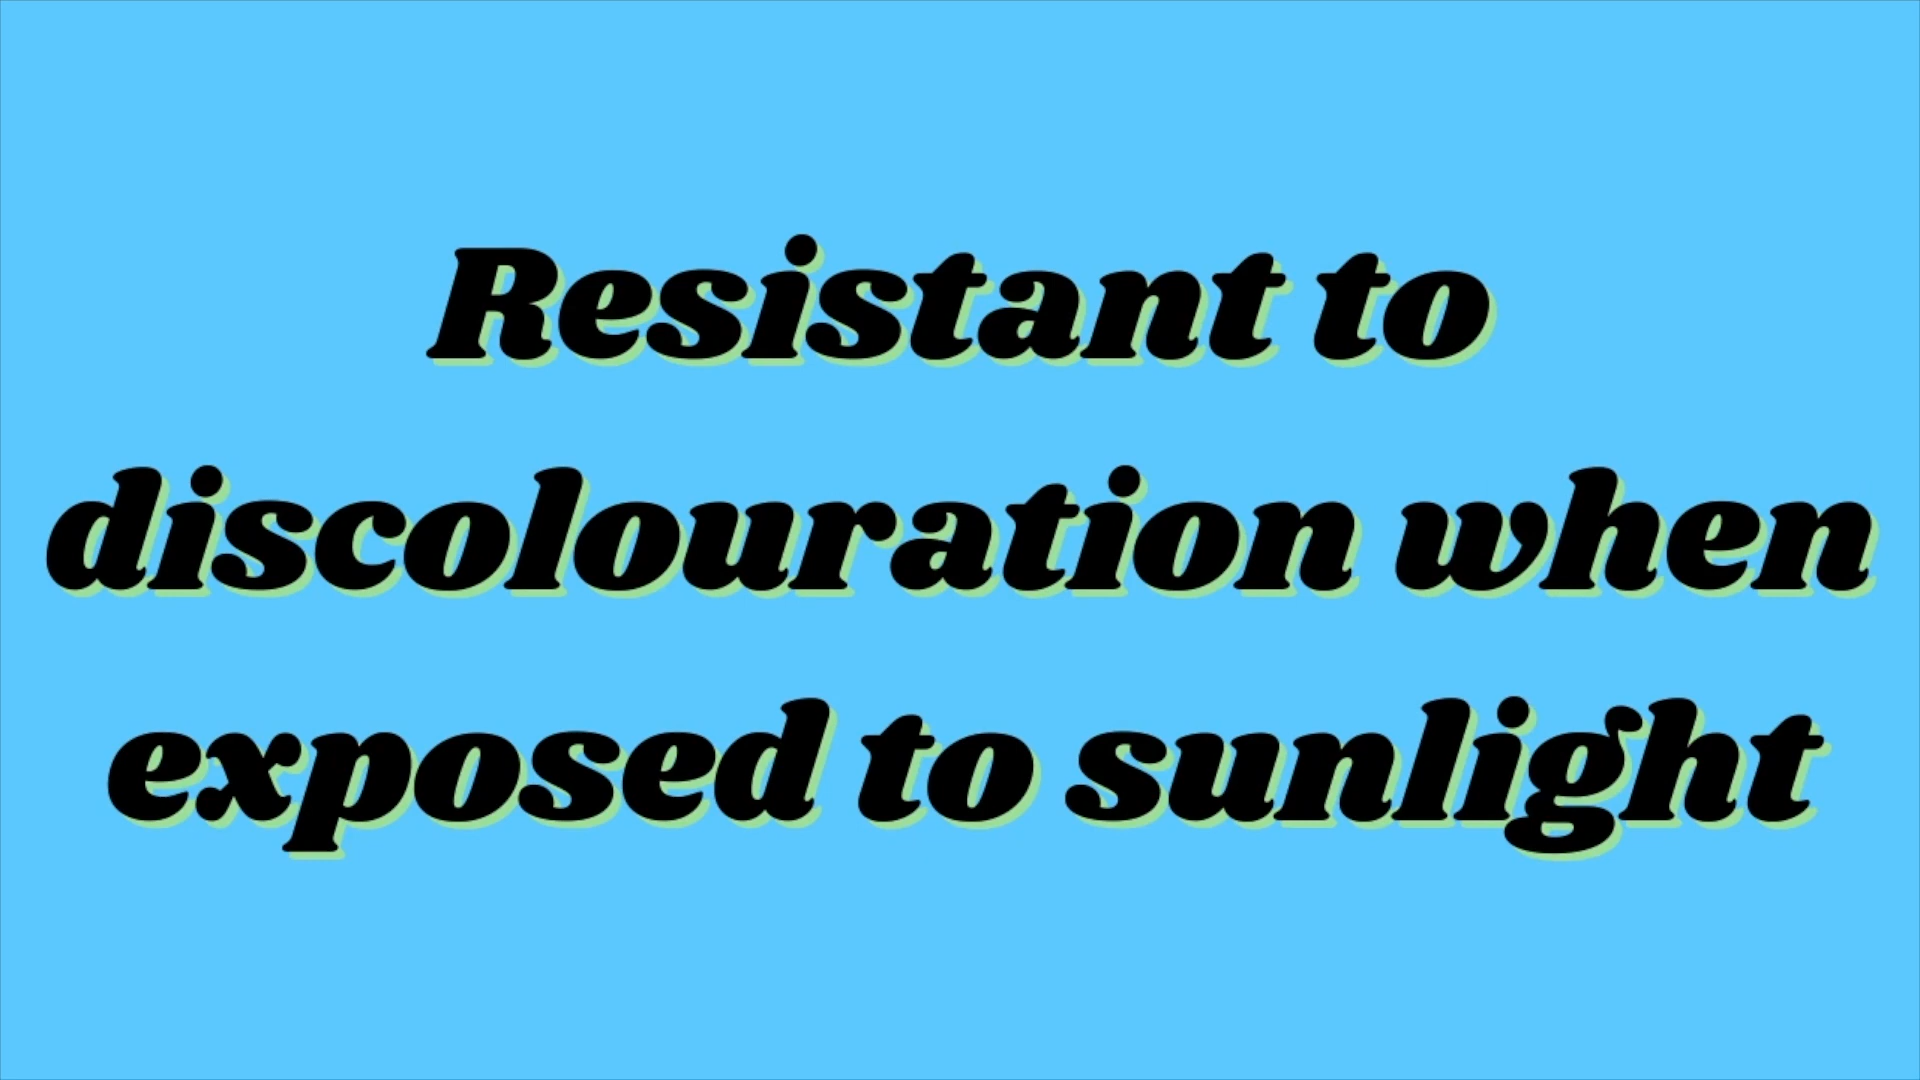 Resistant to
discolouration when
exposed to sunlight